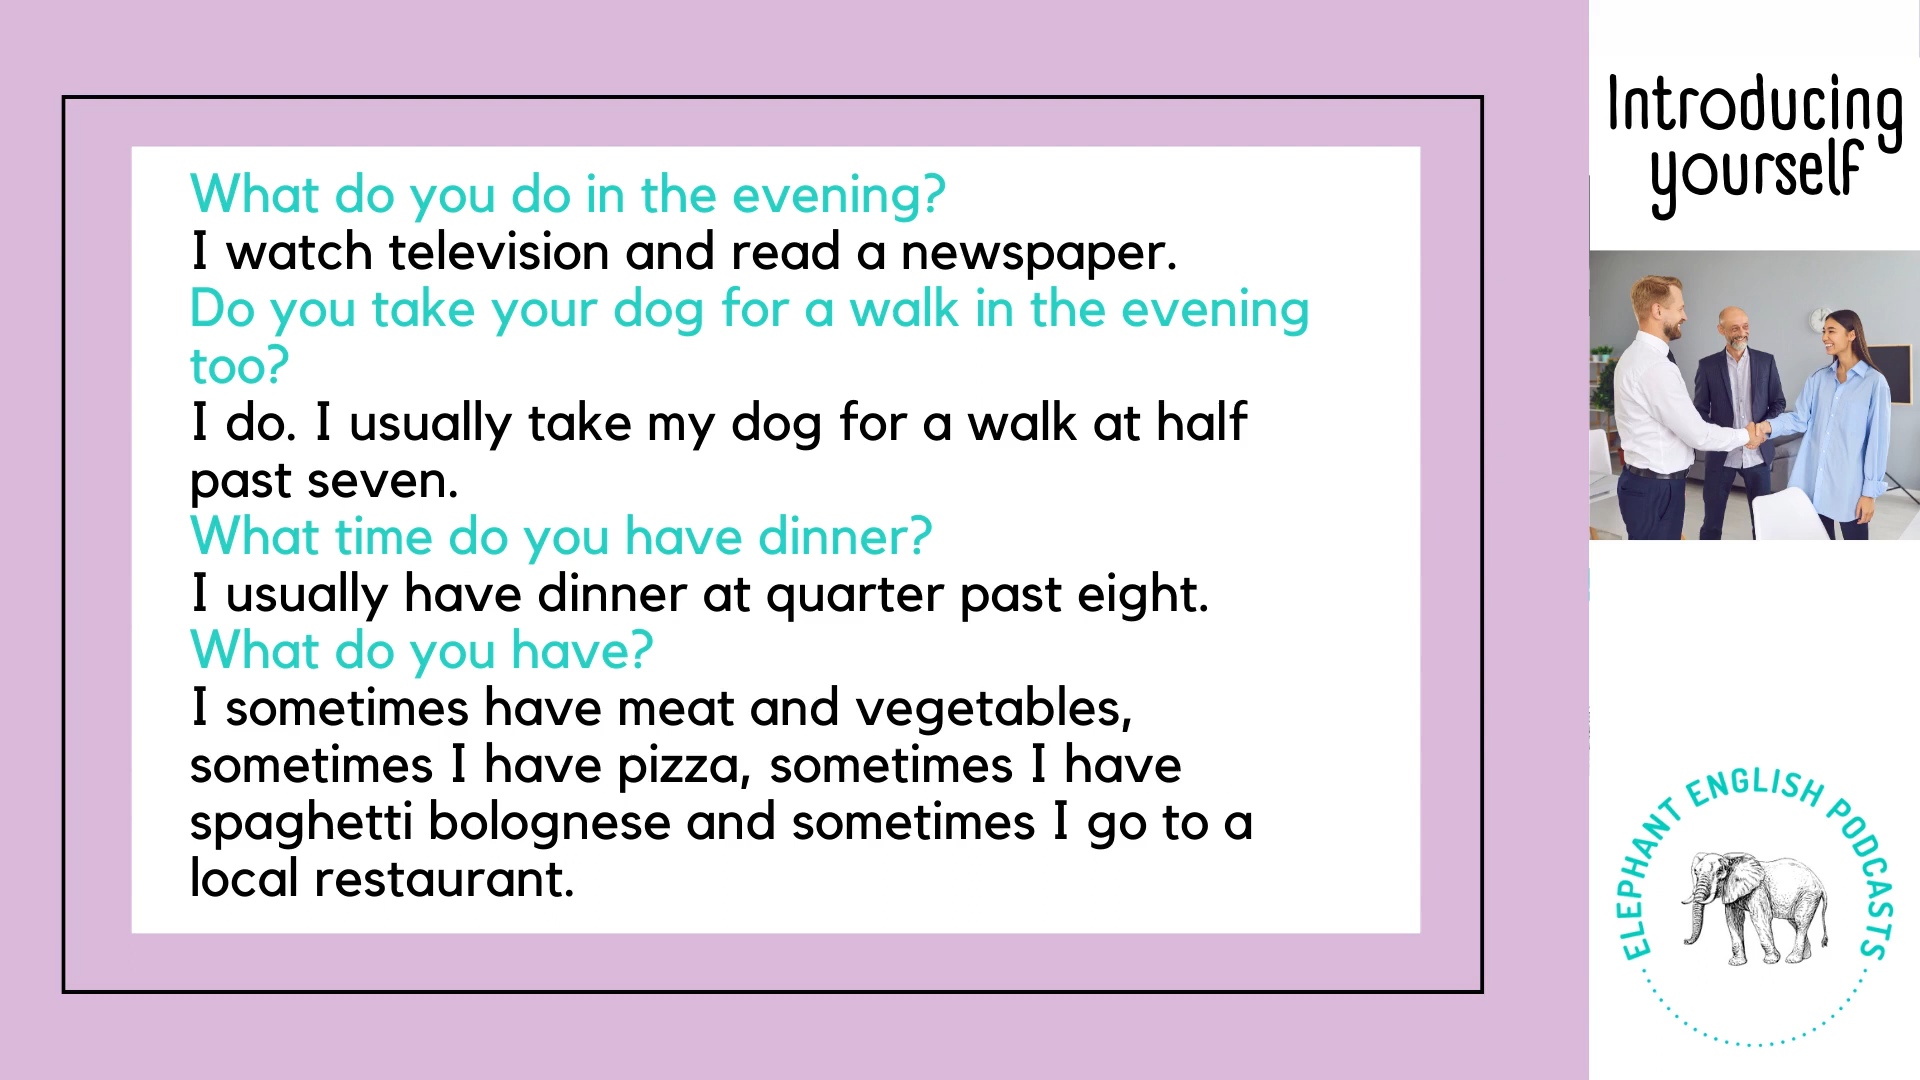 What do you do in the evening?
I watch television and read a newspaper.
Do you take your dog for a walk in the evening
too?
I do. I usually take my dog for a walk at half
past seven.
What time do you have dinner?
I usually have dinner at quarter past eight.
What do you have?
I sometimes have meat and vegetables,
sometimes I have pizza, sometimes I have
spaghetti bolognese and sometimes I go to a
local restaurant.
Introducing
yourself
ELEPHANT ENGLISH PODCASTS